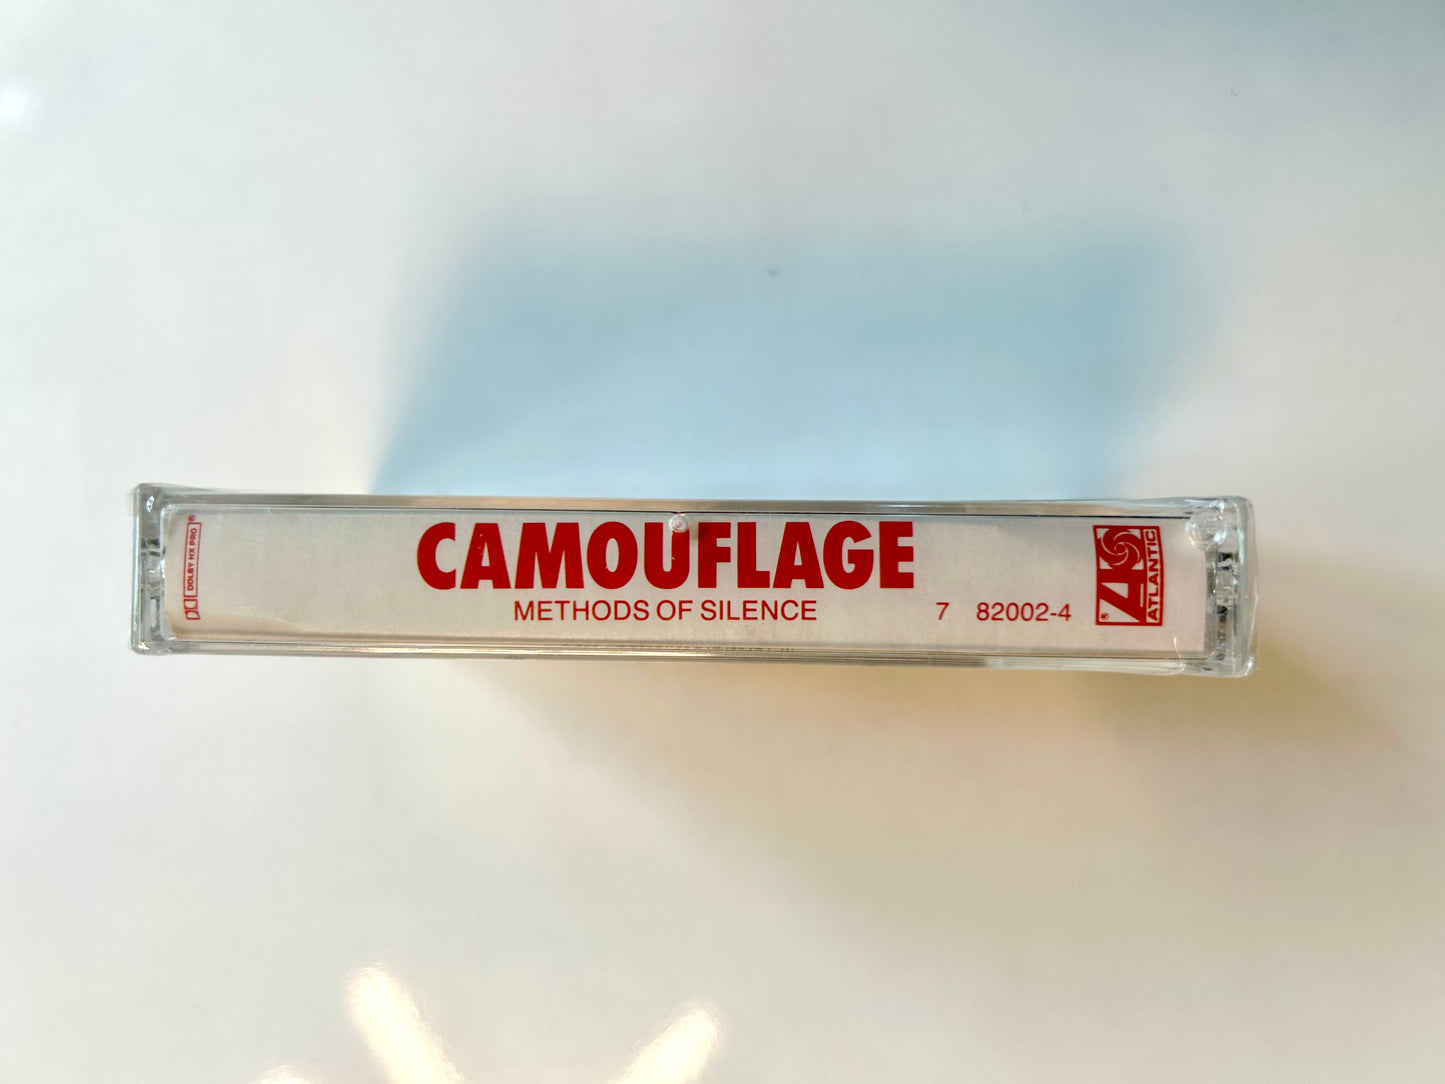 DOLBY HX PRO®
CAMOUFLAGE
METHODS OF SILENCE
7 82002-4
®
ATLANTIC